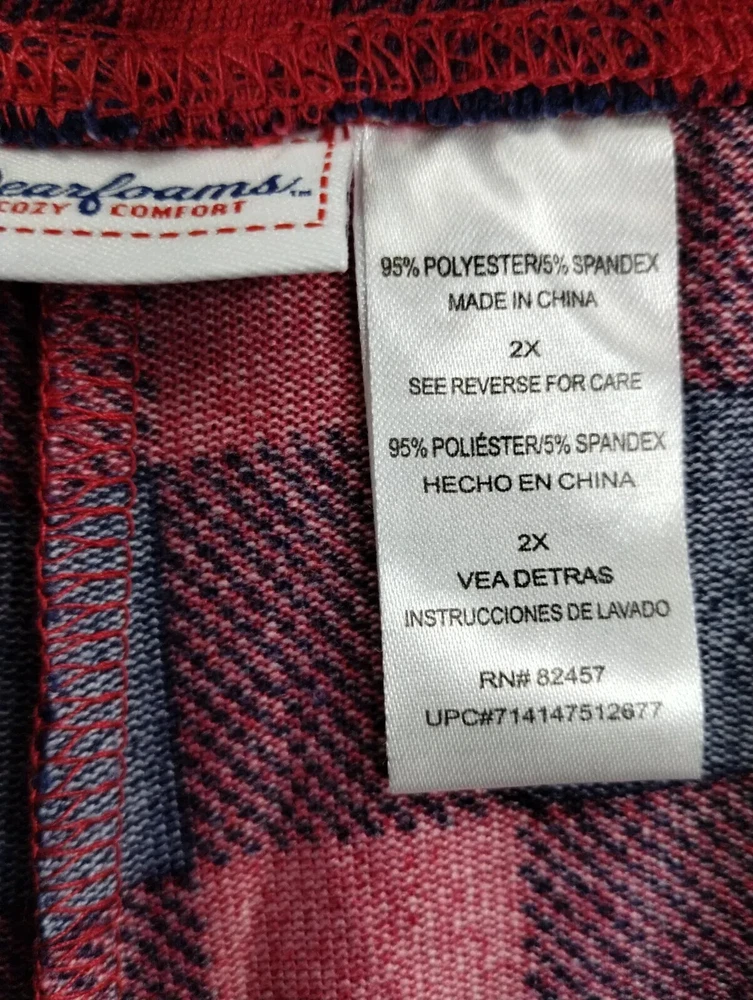 Dearfoams™
COZY COMFORT
95% POLYESTER/5% SPANDEX
MADE IN CHINA
2X
SEE REVERSE FOR CARE
95% POLIÉSTER/5% SPANDEX
HECHO EN CHINA
2X
VEA DETRAS
INSTRUCCIONES DE LAVADO
RN# 82457
UPC#714147512677